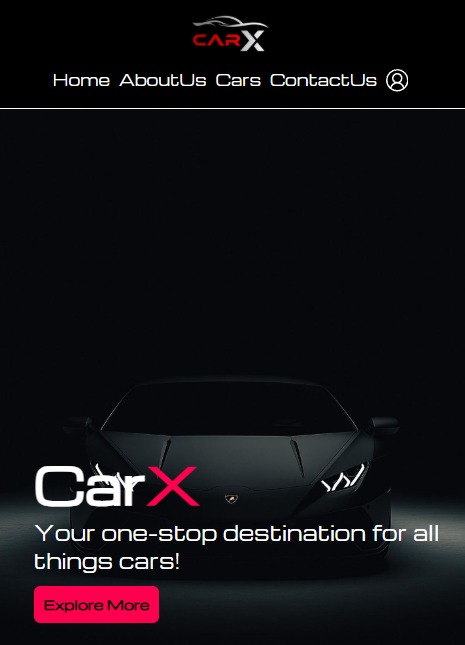 CARX
Home AboutUs Cars ContactUs
CarX
Your one-stop destination for all
things cars!
Explore More